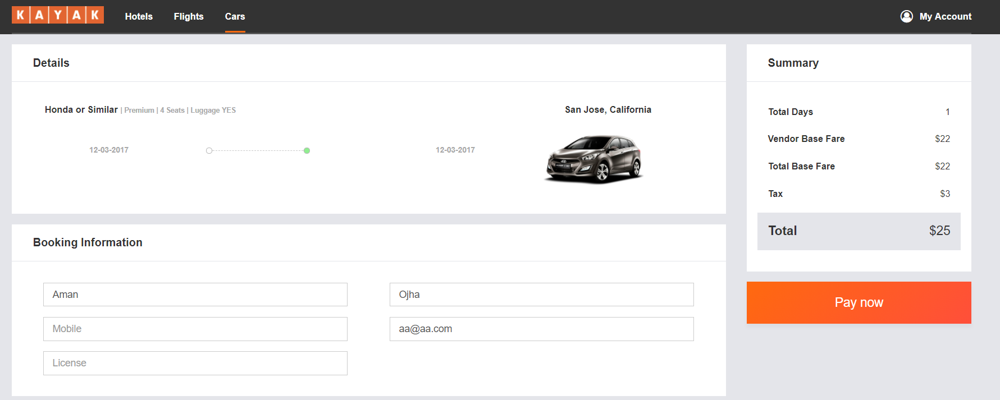 KAYAK Hotels Flights Cars My Account
Details
Honda or Similar | Premium | 4 Seats | Luggage YES
San Jose, California
12-03-2017 12-03-2017
Booking Information
Aman Ojha
Mobile aa@aa.com
License
Summary
Total Days 1
Vendor Base Fare $22
Total Base Fare $22
Tax $3
Total $25
Pay now